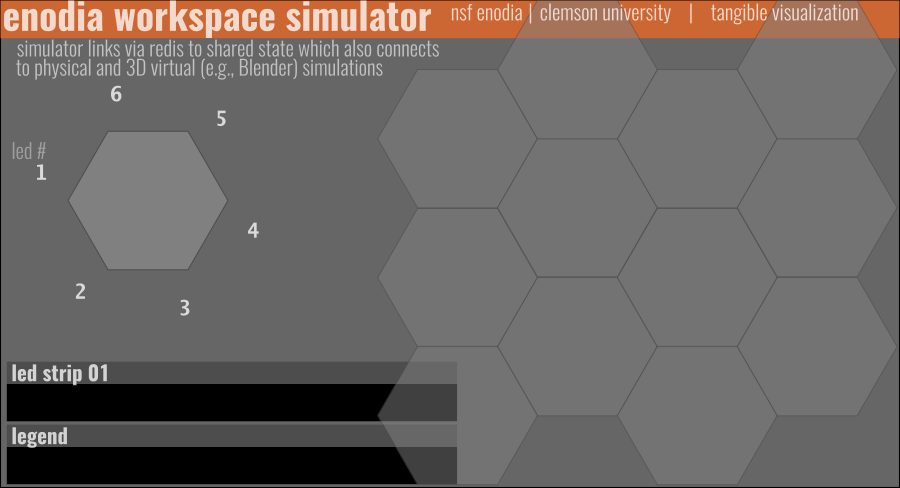 enodia workspace simulator
nsf enodia | clemson university | tangible visualization
simulator links via redis to shared state which also connects
to physical and 3D virtual (e.g., Blender) simulations
6
5
led #
1
4
2
3
led strip 01
legend